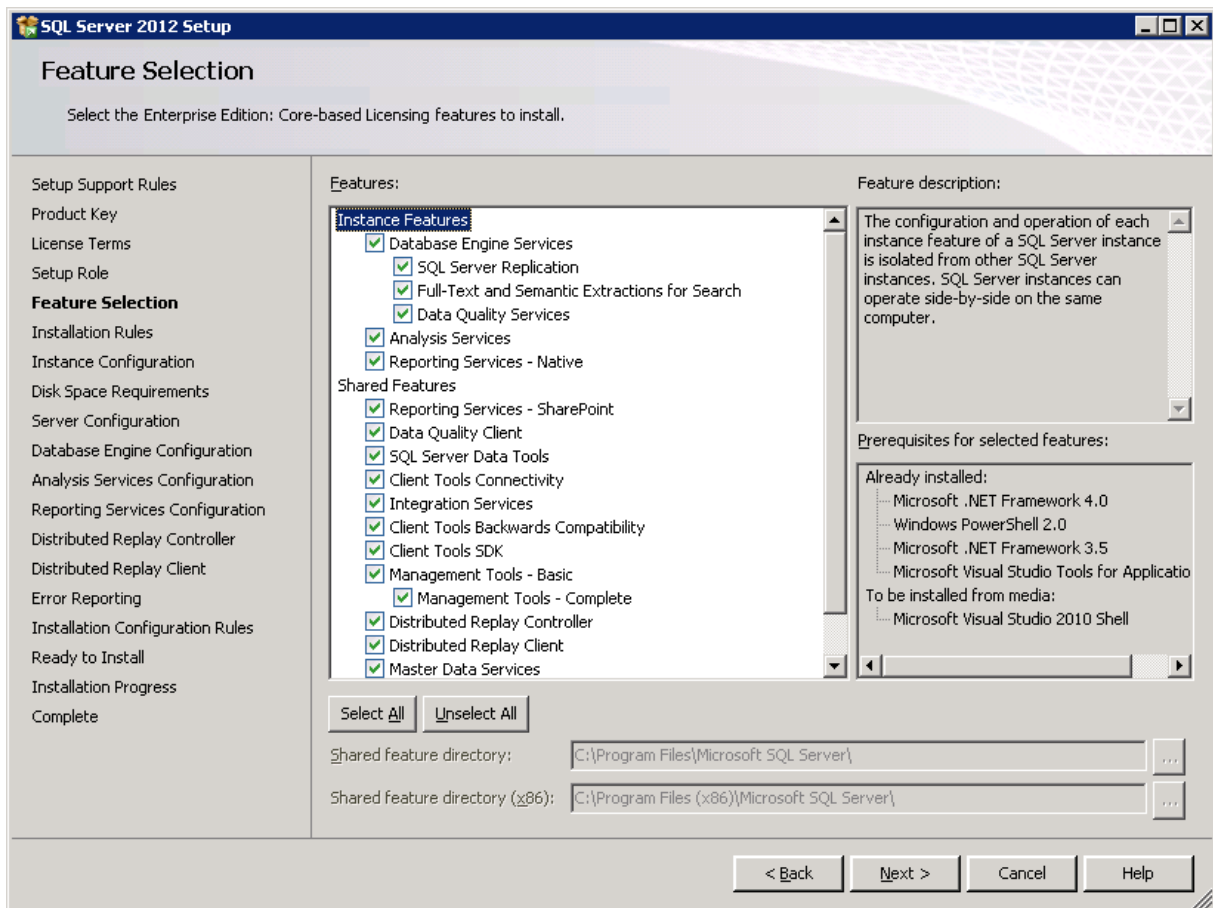 SQL Server 2012 Setup
Feature Selection
Select the Enterprise Edition: Core-based Licensing features to install.
Setup Support Rules
Product Key
License Terms
Setup Role
Feature Selection
Installation Rules
Instance Configuration
Disk Space Requirements
Server Configuration
Database Engine Configuration
Analysis Services Configuration
Reporting Services Configuration
Distributed Replay Controller
Distributed Replay Client
Error Reporting
Installation Configuration Rules
Ready to Install
Installation Progress
Complete
Features:
Instance Features
Database Engine Services
SQL Server Replication
Full-Text and Semantic Extractions for Search
Data Quality Services
Analysis Services
Reporting Services - Native
Shared Features
Reporting Services - SharePoint
Data Quality Client
SQL Server Data Tools
Client Tools Connectivity
Integration Services
Client Tools Backwards Compatibility
Client Tools SDK
Management Tools - Basic
Management Tools - Complete
Distributed Replay Controller
Distributed Replay Client
Master Data Services
Feature description:
The configuration and operation of each
instance feature of a SQL Server instance
is isolated from other SQL Server
instances. SQL Server instances can
operate side-by-side on the same
computer.
Prerequisites for selected features:
Already installed:
Microsoft .NET Framework 4.0
Windows PowerShell 2.0
Microsoft .NET Framework 3.5
Microsoft Visual Studio Tools for Applicatio
To be installed from media:
Microsoft Visual Studio 2010 Shell
Select All
Unselect All
Shared feature directory:
C:\Program Files\Microsoft SQL Server\
...
Shared feature directory (x86):
C:\Program Files (x86)\Microsoft SQL Server\
...
< Back
Next >
Cancel
Help